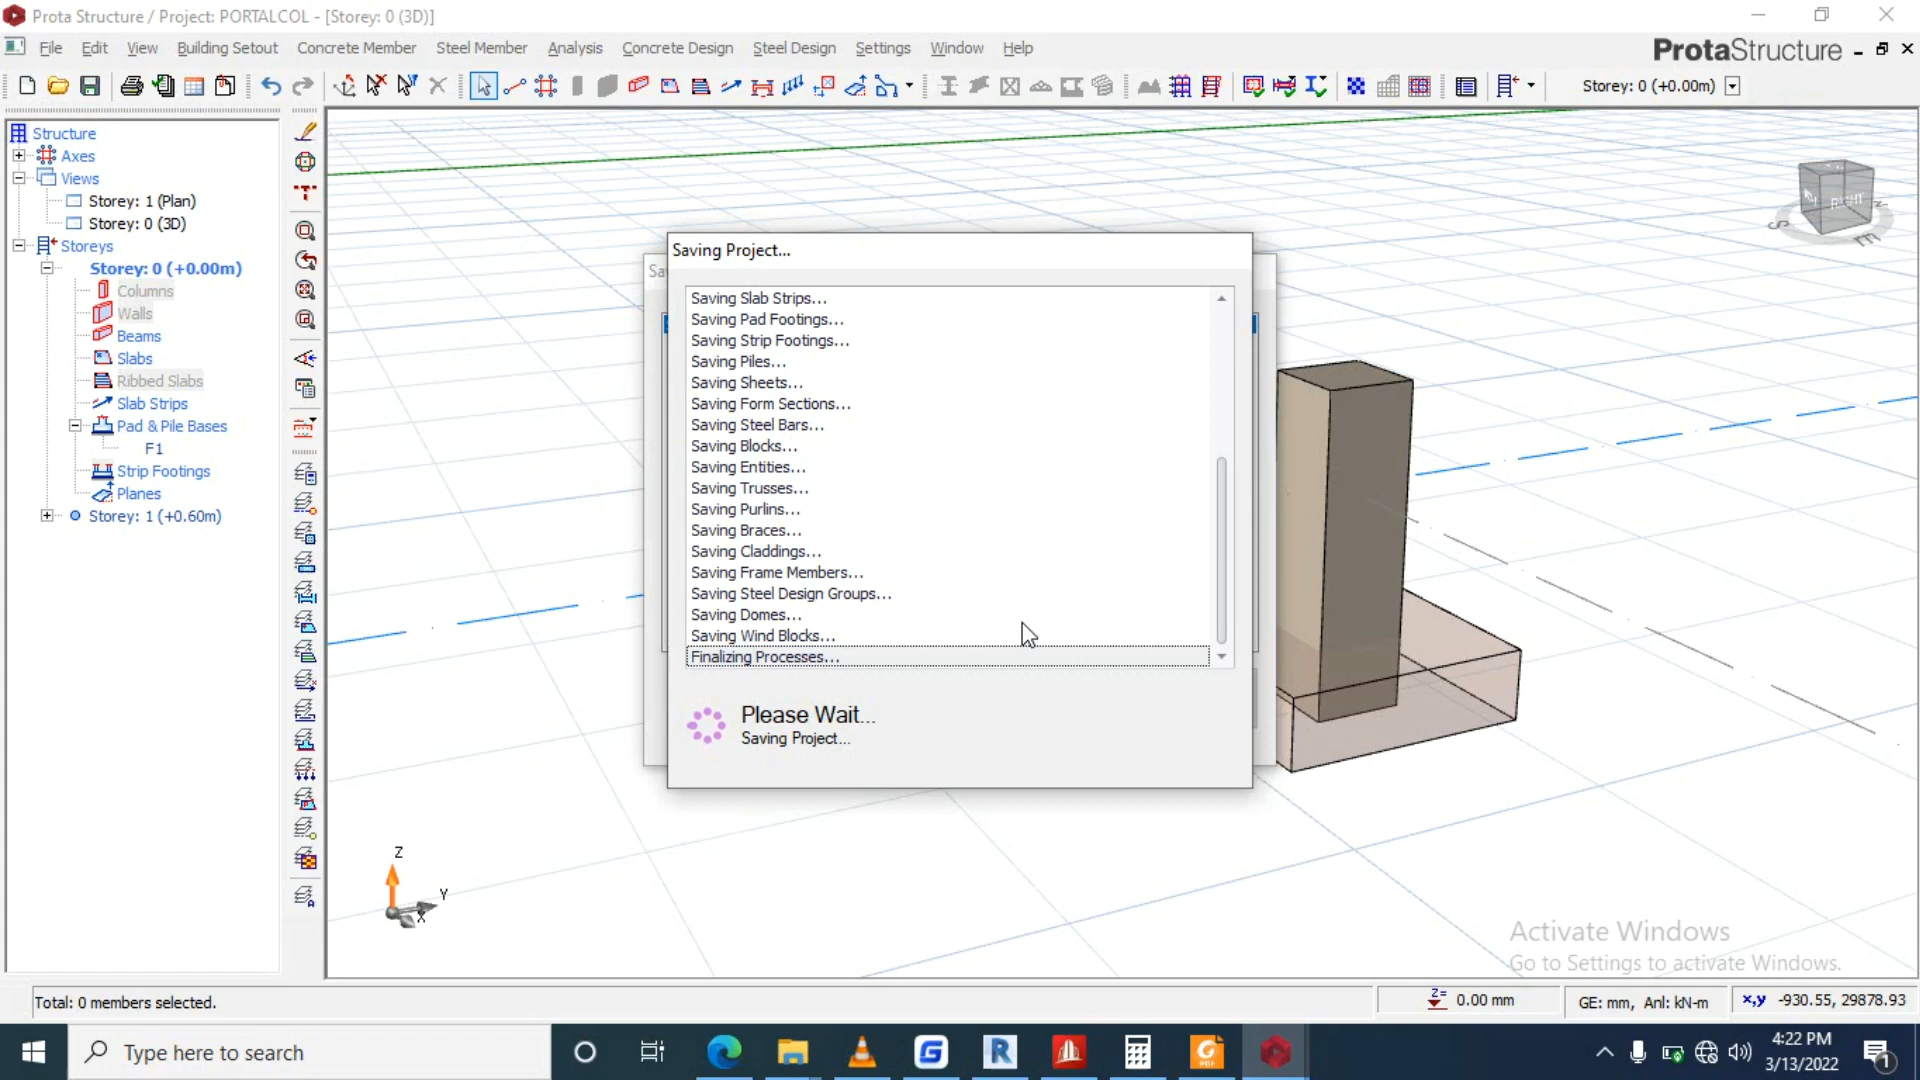 Prota Structure / Project: PORTALCOL - [Storey: 0 (3D)]
File Edit View Building Setout Concrete Member Steel Member Analysis Concrete Design Steel Design Settings Window Help
ProtaStructure
Storey: 0 (+0.00m)
Structure
Axes
Views
Storey: 1 (Plan)
Storey: 0 (3D)
Storeys
Storey: 0 (+0.00m)
Columns
Walls
Beams
Slabs
Ribbed Slabs
Slab Strips
Pad & Pile Bases
F1
Strip Footings
Planes
Storey: 1 (+0.60m)
Sa
Saving Project...
Saving Slab Strips...
Saving Pad Footings...
Saving Strip Footings...
Saving Piles...
Saving Sheets...
Saving Form Sections...
Saving Steel Bars...
Saving Blocks...
Saving Entities...
Saving Trusses...
Saving Purlins...
Saving Braces...
Saving Claddings...
Saving Frame Members...
Saving Steel Design Groups...
Saving Domes...
Saving Wind Blocks...
Finalizing Processes...
Please Wait...
Saving Project...
RIGHT
S
E
Z
Y
X
Activate Windows
Go to Settings to activate Windows.
Total: 0 members selected.
Z= 0.00 mm
GE: mm, Anl: kN-m
x,y -930.55, 29878.93
Type here to search
4:22 PM
3/13/2022
1